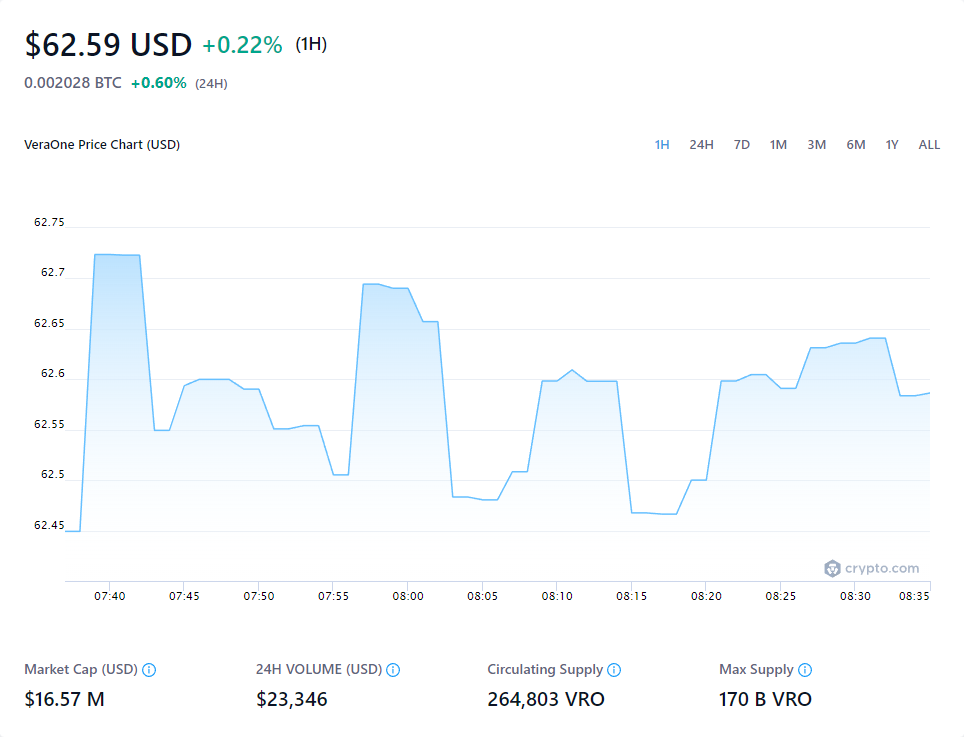 $62.59 USD +0.22% (1H)
0.002028 BTC +0.60% (24H)
VeraOne Price Chart (USD) 1H 24H 7D 1M 3M 6M 1Y ALL
62.75
62.7
62.65
62.6
62.55
62.5
62.45
crypto.com
07:40 07:45 07:50 07:55 08:00 08:05 08:10 08:15 08:20 08:25 08:30 08:35
Market Cap (USD) 24H VOLUME (USD) Circulating Supply Max Supply
$16.57 M $23,346 264,803 VRO 170 B VRO